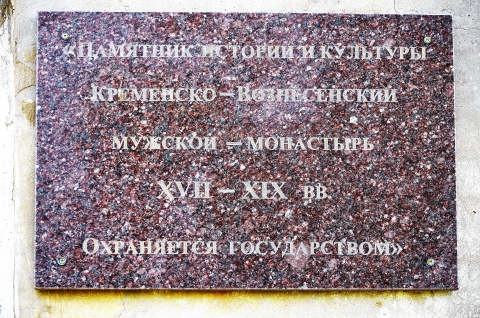 «Памятник истории и культуры
Кременско – Вознесенский
мужской – монастырь
XVII – XIX вв.
Охраняется государством»